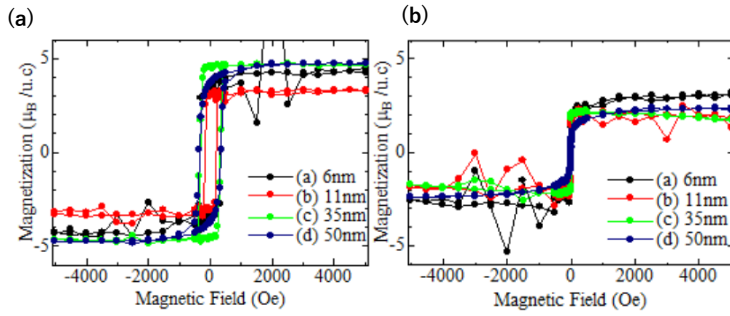 (a)
(b)
Magnetization (μB /u.c)
5
0
-5
(a) 6nm
(b) 11nm
(c) 35nm
(d) 50nm
-4000 -2000 0 2000 4000
Magnetic Field (Oe)
Magnetization (μB /u.c)
5
0
-5
(a) 6nm
(b) 11nm
(c) 35nm
(d) 50nm
-4000 -2000 0 2000 4000
Magnetic Field (Oe)